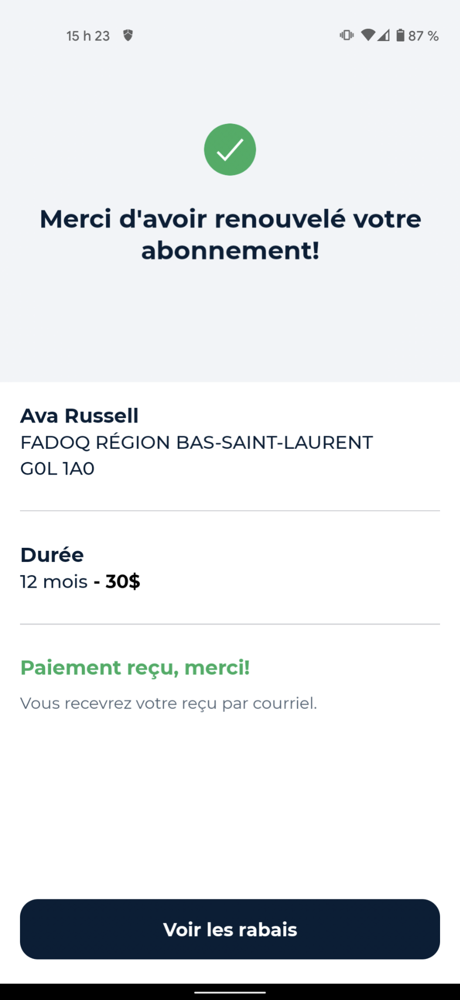 15 h 23
87 %
Merci d'avoir renouvelé votre
abonnement!
Ava Russell
FADOQ RÉGION BAS-SAINT-LAURENT
G0L 1A0
Durée
12 mois - 30$
Paiement reçu, merci!
Vous recevrez votre reçu par courriel.
Voir les rabais